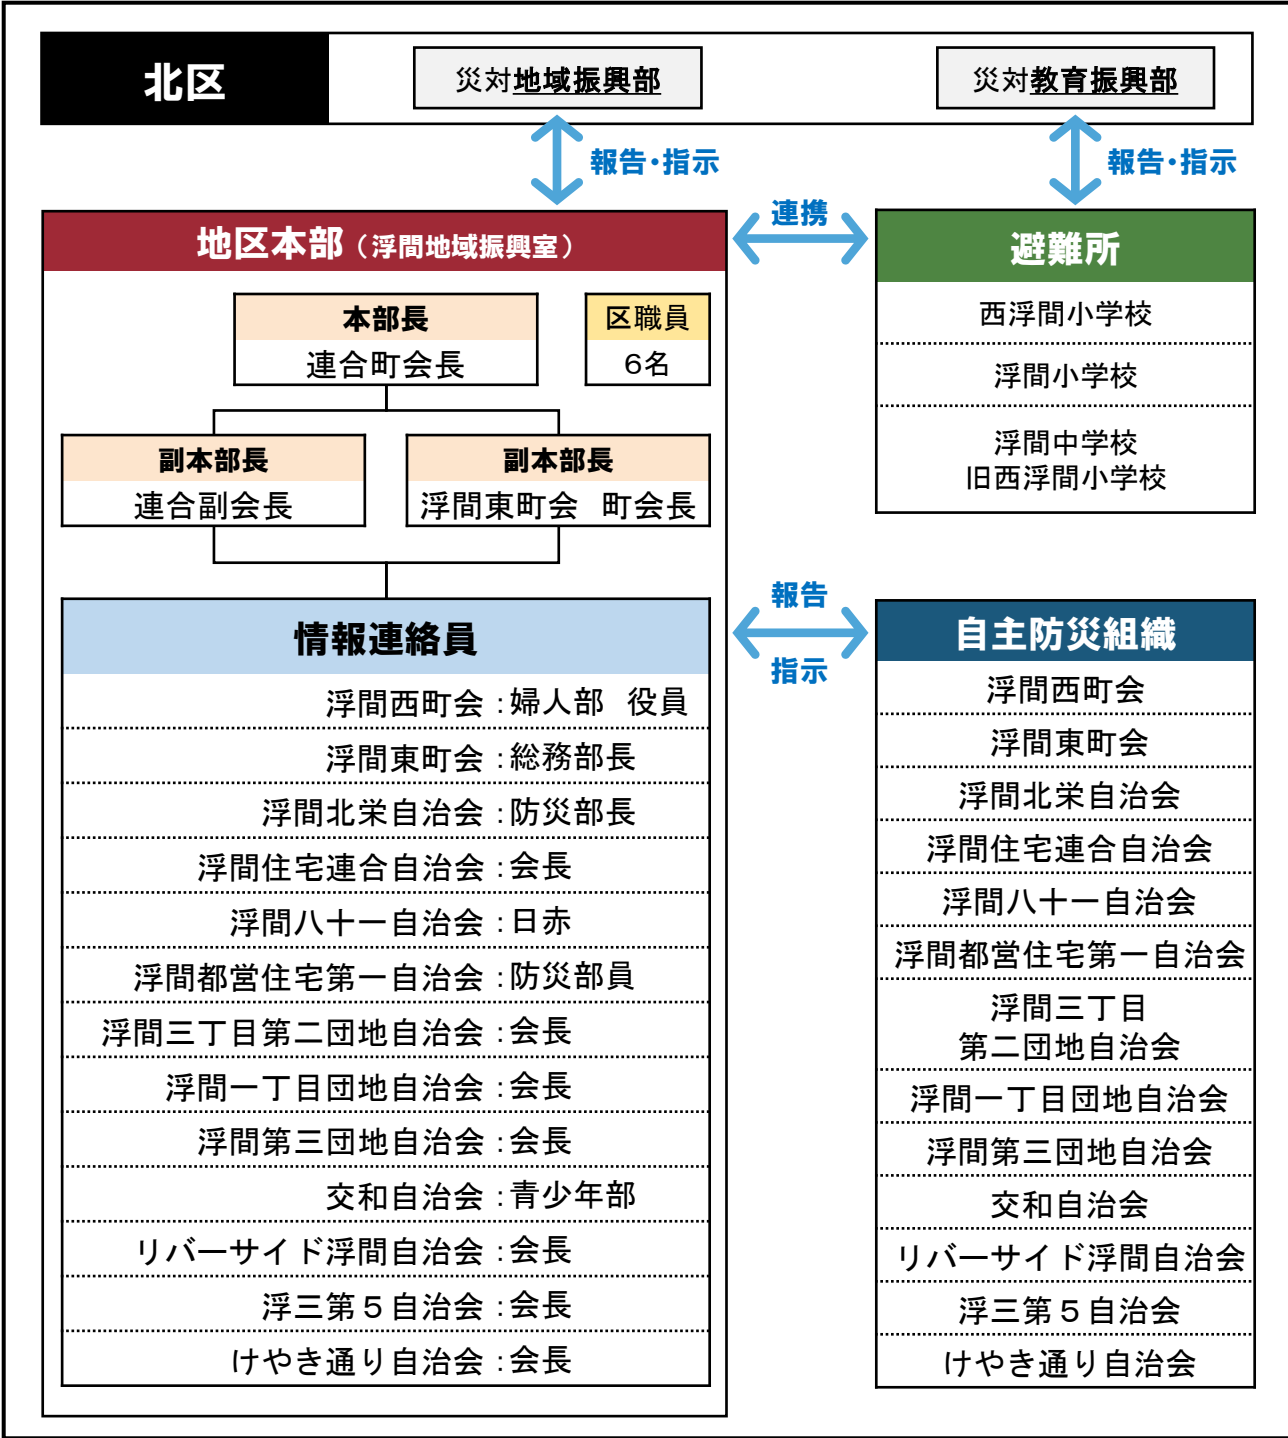 北区
災対地域振興部
災対教育振興部
報告・指示
報告・指示
地区本部（浮間地域振興室）
連携
避難所
本部長
連合町会長
区職員
6名
副本部長
連合副会長
副本部長
浮間東町会　町会長
西浮間小学校
浮間小学校
浮間中学校
旧西浮間小学校
情報連絡員
浮間西町会：婦人部　役員
浮間東町会：総務部長
浮間北栄自治会：防災部長
浮間住宅連合自治会：会長
浮間八十一自治会：日赤
浮間都営住宅第一自治会：防災部員
浮間三丁目第二団地自治会：会長
浮間一丁目団地自治会：会長
浮間第三団地自治会：会長
交和自治会：青少年部
リバーサイド浮間自治会：会長
浮三第５自治会：会長
けやき通り自治会：会長
報告
指示
自主防災組織
浮間西町会
浮間東町会
浮間北栄自治会
浮間住宅連合自治会
浮間八十一自治会
浮間都営住宅第一自治会
浮間三丁目
第二団地自治会
浮間一丁目団地自治会
浮間第三団地自治会
交和自治会
リバーサイド浮間自治会
浮三第５自治会
けやき通り自治会